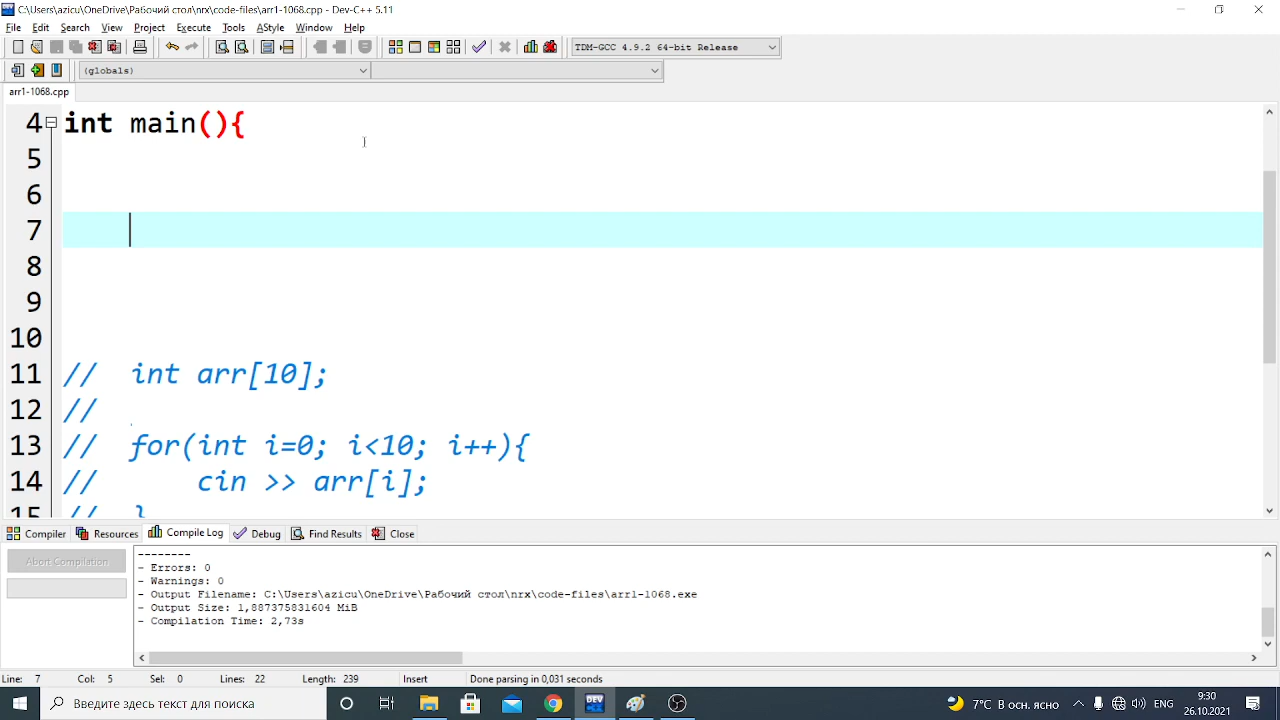 C:\Users\azicu\OneDrive\Рабочий стол\nrx\code-files\arr1-1068.cpp - Dev-C++ 5.11
File Edit Search View Project Execute Tools AStyle Window Help
TDM-GCC 4.9.2 64-bit Release
(globals)
arr1-1068.cpp
4 int main(){
5
6
7
8
9
10
11 // int arr[10];
12 //
13 // for(int i=0; i<10; i++){
14 // cin >> arr[i];
15 // }
Compiler Resources Compile Log Debug Find Results Close
Abort Compilation
--------
- Errors: 0
- Warnings: 0
- Output Filename: C:\Users\azicu\OneDrive\Рабочий стол\nrx\code-files\arr1-1068.exe
- Output Size: 1,887375831604 MiB
- Compilation Time: 2,73s
Line: 7 Col: 5 Sel: 0 Lines: 22 Length: 239 Insert Done parsing in 0,031 seconds
Введите здесь текст для поиска
DEV
7°C В осн. ясно
ENG
9:30
26.10.2021